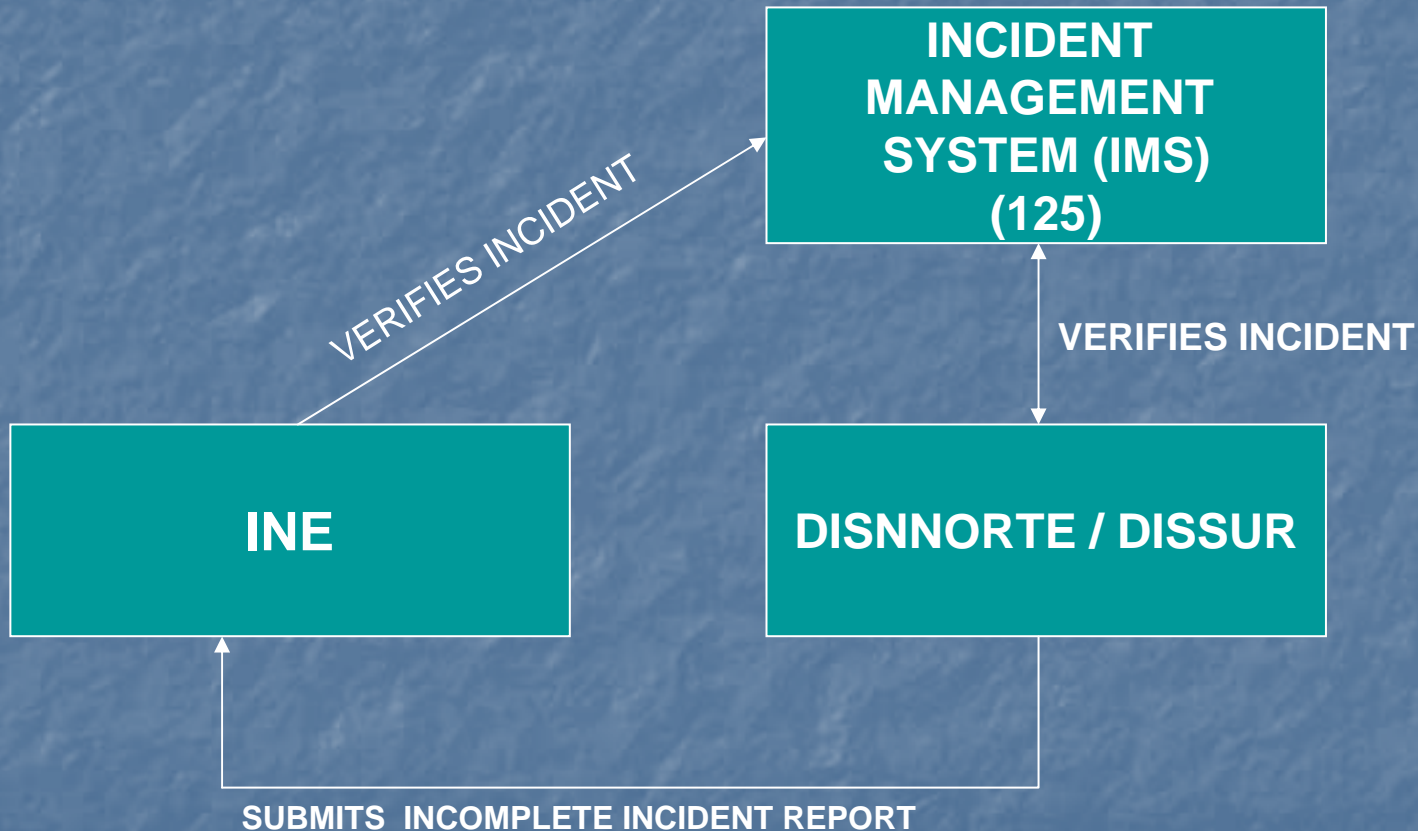 INCIDENT
MANAGEMENT
SYSTEM (IMS)
(125)
VERIFIES INCIDENT
VERIFIES INCIDENT
INE
DISNNORTE / DISSUR
SUBMITS INCOMPLETE INCIDENT REPORT